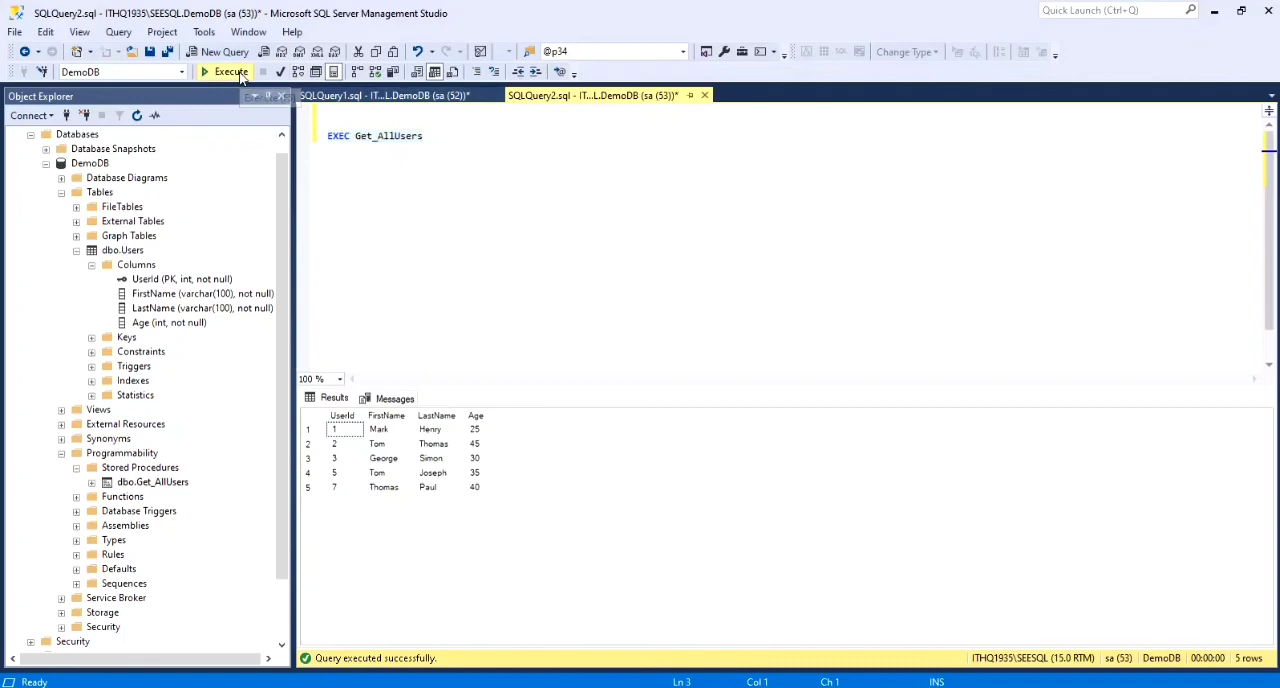 SQLQuery2.sql - ITHQ1935\SEESQL.DemoDB (sa (53))* - Microsoft SQL Server Management Studio
Quick Launch (Ctrl+Q)
File Edit View Query Project Tools Window Help
New Query
@p34
Change Type
DemoDB
Execute
Object Explorer
SQLQuery1.sql - IT...L.DemoDB (sa (52))*
SQLQuery2.sql - IT...L.DemoDB (sa (53))*
Connect
Databases
Database Snapshots
DemoDB
Database Diagrams
Tables
FileTables
External Tables
Graph Tables
dbo.Users
Columns
UserId (PK, int, not null)
FirstName (varchar(100), not null)
LastName (varchar(100), not null)
Age (int, not null)
Keys
Constraints
Triggers
Indexes
Statistics
Views
External Resources
Synonyms
Programmability
Stored Procedures
dbo.Get_AllUsers
Functions
Database Triggers
Assemblies
Types
Rules
Defaults
Sequences
Service Broker
Storage
Security
Security
EXEC Get_AllUsers
100 %
Results Messages
UserId FirstName LastName Age
1 1 Mark Henry 25
2 2 Tom Thomas 45
3 3 George Simon 30
4 5 Tom Joseph 35
5 7 Thomas Paul 40
Query executed successfully.
ITHQ1935\SEESQL (15.0 RTM) sa (53) DemoDB 00:00:00 5 rows
Ready Ln 3 Col 1 Ch 1 INS